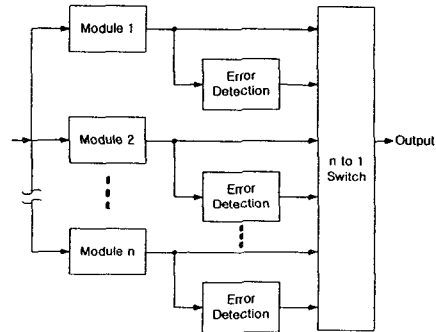 Module 1
Error
Detection
Module 2
Error
Detection
Module n
Error
Detection
n to 1
Switch
Output